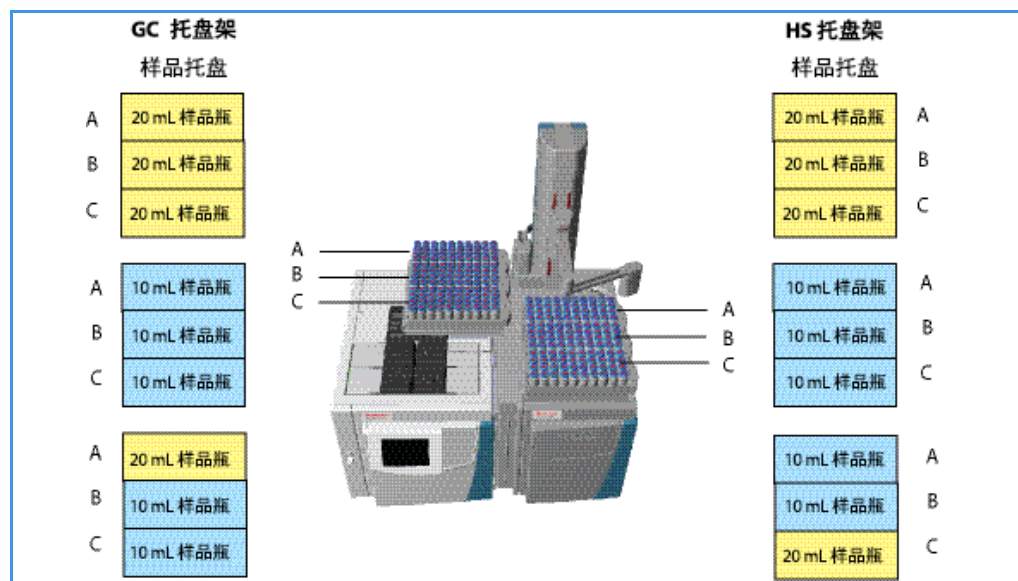 GC 托盘架
样品托盘
A 20 mL 样品瓶
B 20 mL 样品瓶
C 20 mL 样品瓶
A 10 mL 样品瓶
B 10 mL 样品瓶
C 10 mL 样品瓶
A 20 mL 样品瓶
B 10 mL 样品瓶
C 10 mL 样品瓶
A
B
C
A
B
C
HS 托盘架
样品托盘
20 mL 样品瓶 A
20 mL 样品瓶 B
20 mL 样品瓶 C
10 mL 样品瓶 A
10 mL 样品瓶 B
10 mL 样品瓶 C
10 mL 样品瓶 A
10 mL 样品瓶 B
20 mL 样品瓶 C